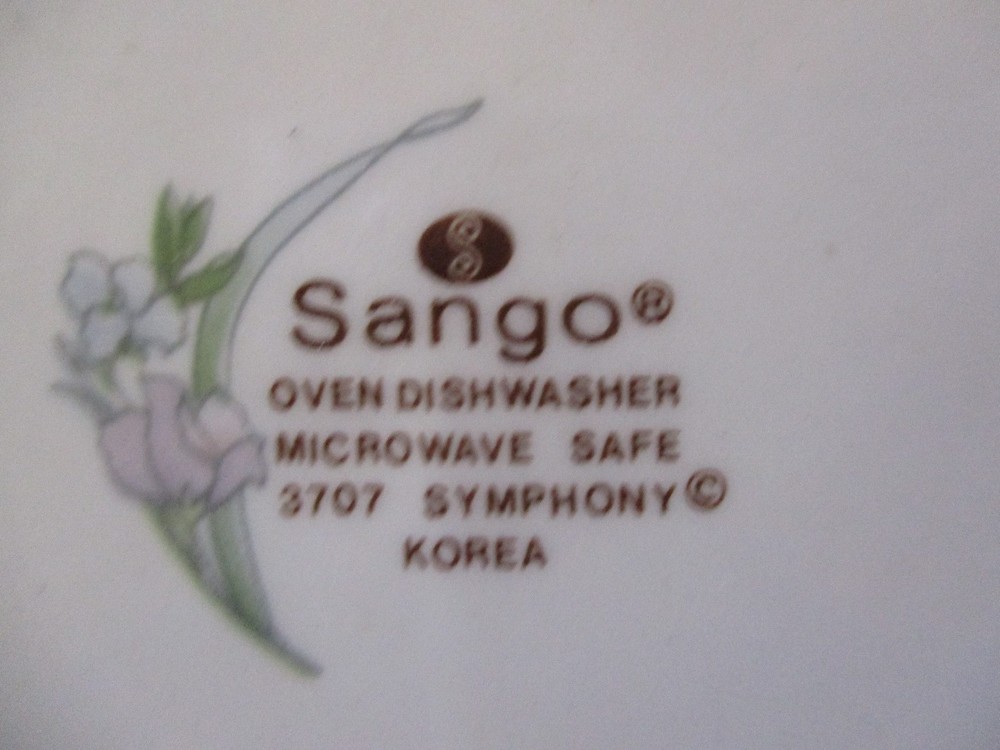 Sango®
OVEN DISHWASHER
MICROWAVE SAFE
3707 SYMPHONY©
KOREA